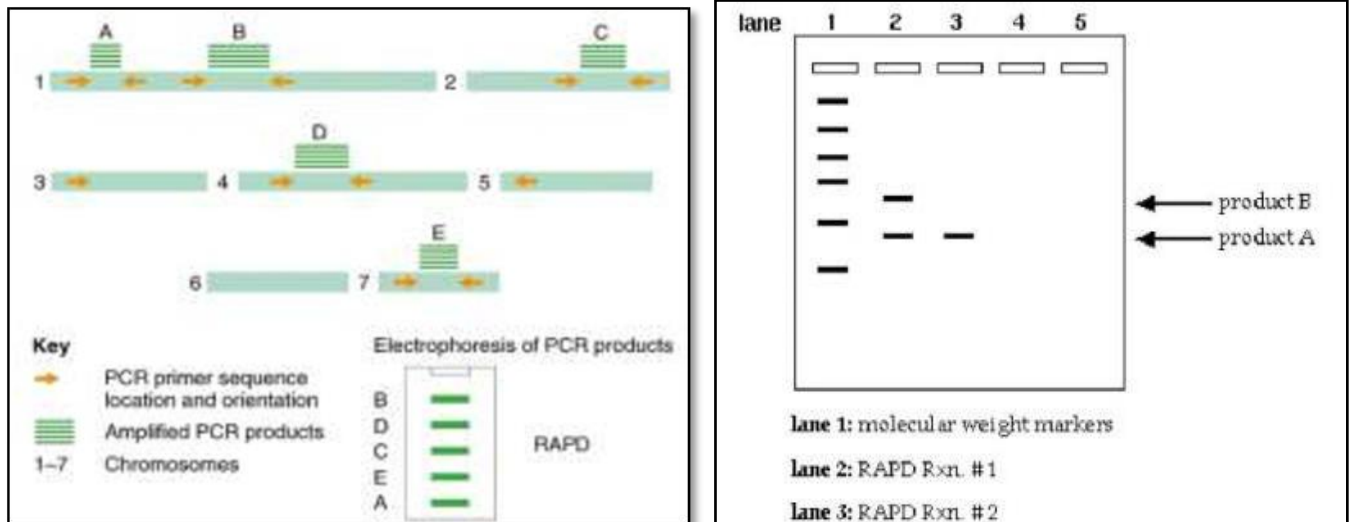 A B C
1 2
D
3 4 5
E
6 7
Key
PCR primer sequence
location and orientation
Amplified PCR products
1–7 Chromosomes
Electrophoresis of PCR products
B
D
C
E
A
RAPD
lane 1 2 3 4 5
product B
product A
lane 1: molecular weight markers
lane 2: RAPD Rxn. #1
lane 3: RAPD Rxn. #2